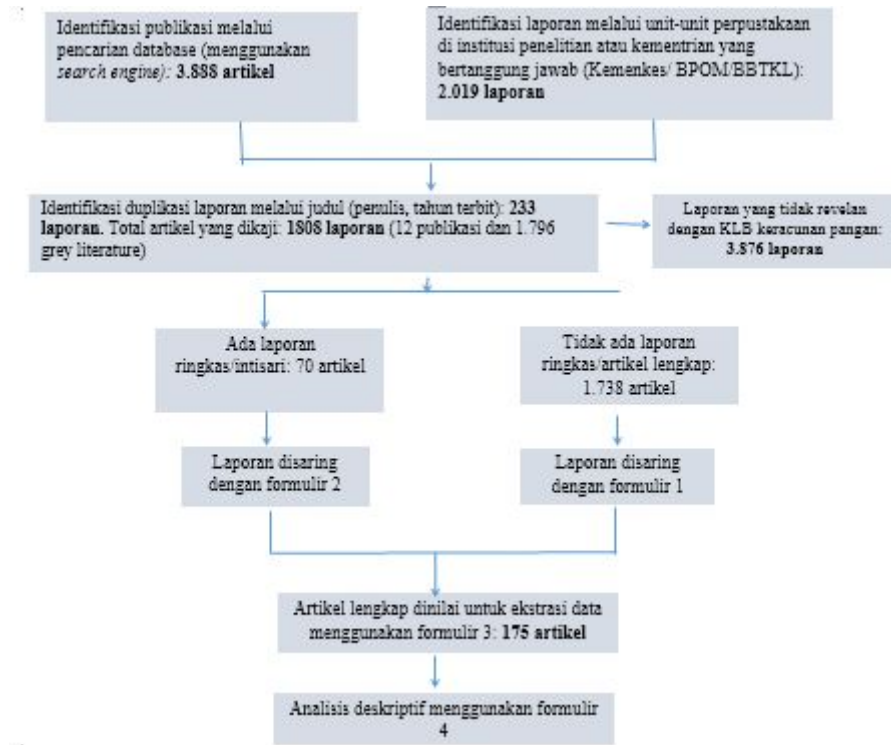 Identifikasi publikasi melalui
pencarian database (menggunakan
search engine): 3.888 artikel
Identifikasi laporan melalui unit-unit perpustakaan
di institusi penelitian atau kementrian yang
bertanggung jawab (Kemenkes/ BPOM/BBTKL):
2.019 laporan
Identifikasi duplikasi laporan melalui judul (penulis, tahun terbit): 233
laporan. Total artikel yang dikaji: 1808 laporan (12 publikasi dan 1.796
grey literature)
Laporan yang tidak revelan
dengan KLB keracunan pangan:
3.876 laporan
Ada laporan
ringkas/intisari: 70 artikel
Tidak ada laporan
ringkas/artikel lengkap:
1.738 artikel
Laporan disaring
dengan formulir 2
Laporan disaring
dengan formulir 1
Artikel lengkap dinilai untuk ekstrasi data
menggunakan formulir 3: 175 artikel
Analisis deskriptif menggunakan formulir
4